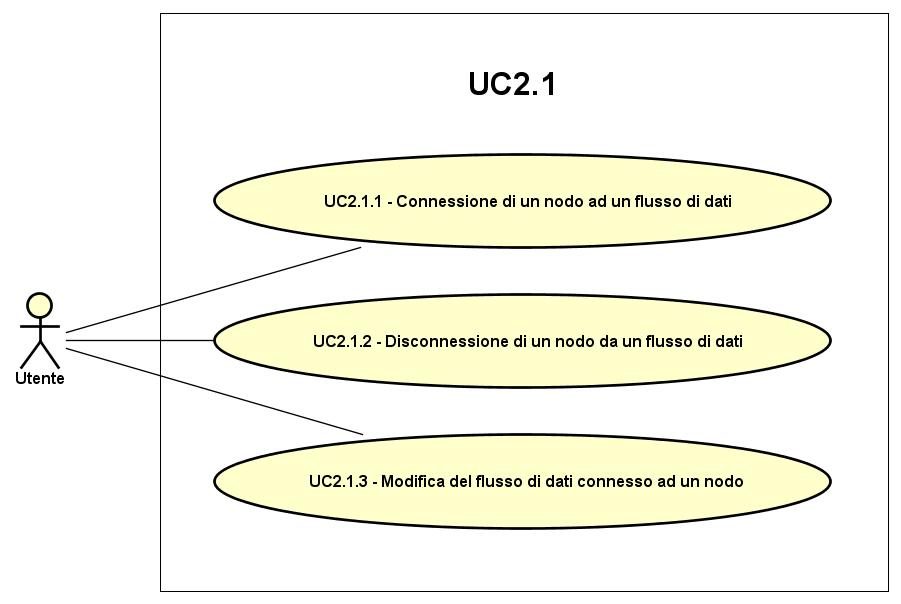 UC2.1
UC2.1.1 - Connessione di un nodo ad un flusso di dati
UC2.1.2 - Disconnessione di un nodo da un flusso di dati
Utente
UC2.1.3 - Modifica del flusso di dati connesso ad un nodo